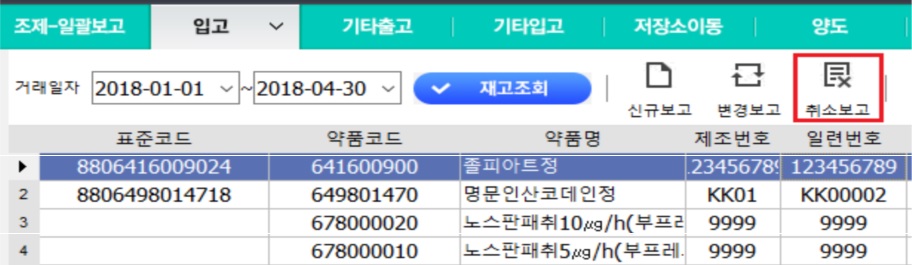 조제-일괄보고 입고 기타출고 기타입고 저장소이동 양도
거래일자 2018-01-01 ~ 2018-04-30 재고조회 신규보고 변경보고 취소보고
표준코드 약품코드 약품명 제조번호 일련번호
8806416009024 641600900 졸피아트정 .23456789 123456789
2 8806498014718 649801470 명문인산코데인정 KK01 KK00002
3 678000020 노스판패취10㎍/h(부프레 9999 9999
4 678000010 노스판패취5㎍/h(부프레. 9999 9999